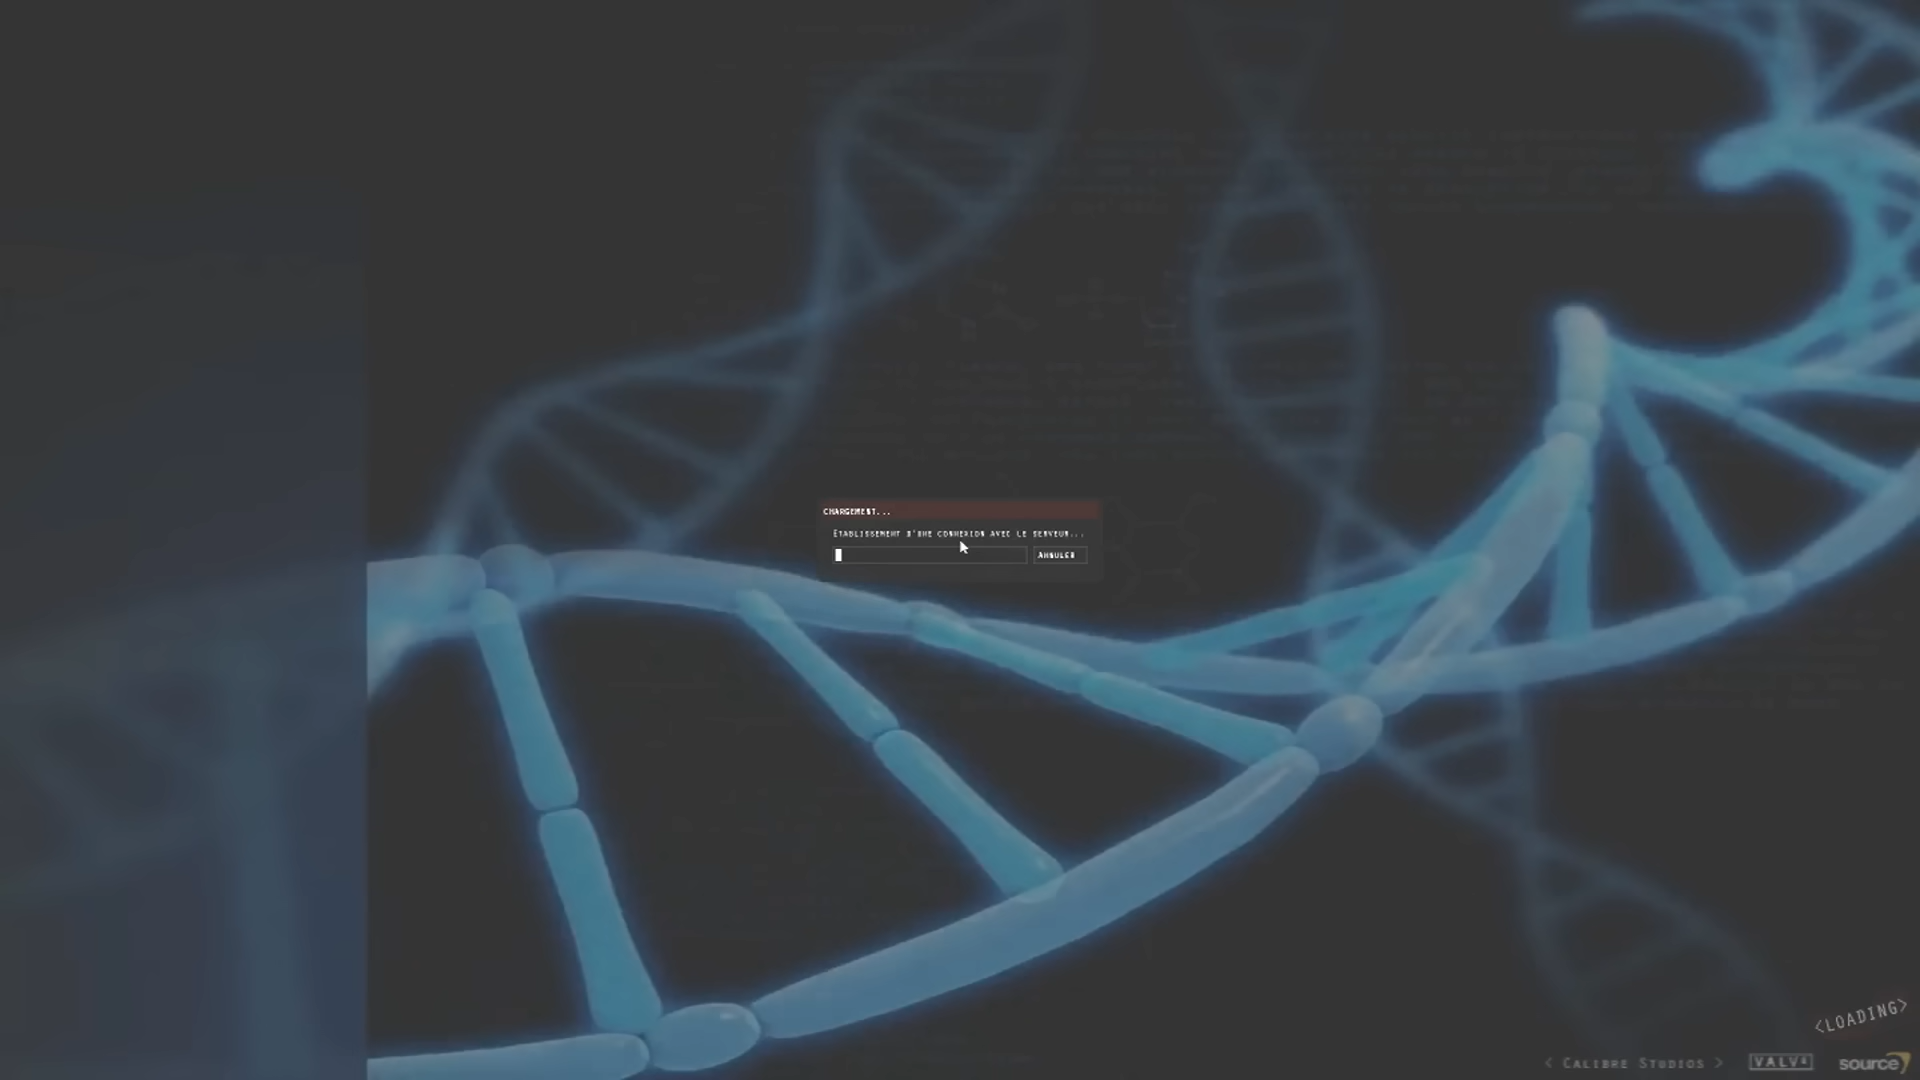 CHARGEMENT...
ÉTABLISSEMENT D'UNE CONNEXION AVEC LE SERVEUR...
ANNULER
<LOADING>
< CALIBRE STUDIOS >
VALVE
source